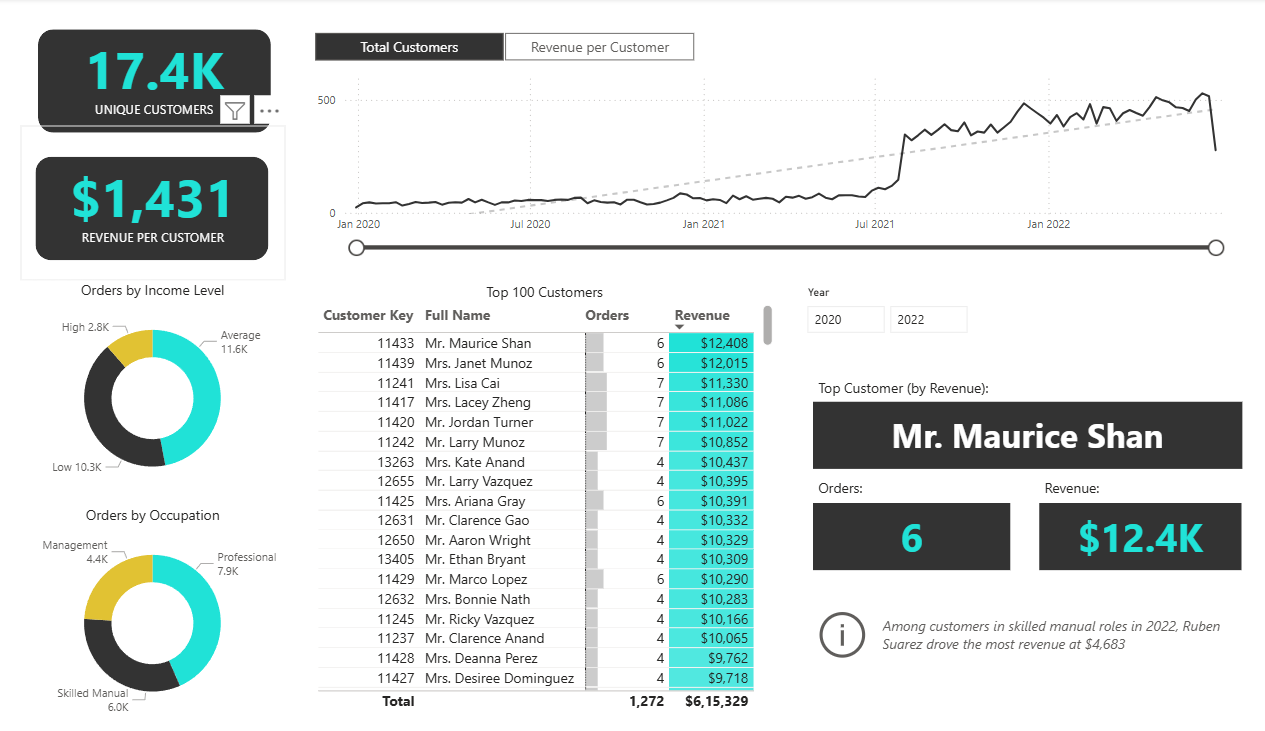 17.4K
UNIQUE CUSTOMERS
$1,431
REVENUE PER CUSTOMER
Total Customers
Revenue per Customer
500
0
Jan 2020
Jul 2020
Jan 2021
Jul 2021
Jan 2022
Orders by Income Level
High 2.8K
Average
11.6K
Low 10.3K
Orders by Occupation
Management
4.4K
Professional
7.9K
Skilled Manual
6.0K
Top 100 Customers
Customer Key Full Name Orders Revenue
11433 Mr. Maurice Shan 6 $12,408
11439 Mrs. Janet Munoz 6 $12,015
11241 Mrs. Lisa Cai 7 $11,330
11417 Mrs. Lacey Zheng 7 $11,086
11420 Mr. Jordan Turner 7 $11,022
11242 Mr. Larry Munoz 7 $10,852
13263 Mrs. Kate Anand 4 $10,437
12655 Mr. Larry Vazquez 4 $10,395
11425 Mrs. Ariana Gray 6 $10,391
12631 Mr. Clarence Gao 4 $10,332
12650 Mr. Aaron Wright 4 $10,329
13405 Mr. Ethan Bryant 4 $10,309
11429 Mr. Marco Lopez 6 $10,290
12632 Mrs. Bonnie Nath 4 $10,283
11245 Mr. Ricky Vazquez 4 $10,166
11237 Mr. Clarence Anand 4 $10,065
11428 Mrs. Deanna Perez 4 $9,762
11427 Mrs. Desiree Dominguez 4 $9,718
Total 1,272 $6,15,329
Year
2020
2022
Top Customer (by Revenue):
Mr. Maurice Shan
Orders:
6
Revenue:
$12.4K
i
Among customers in skilled manual roles in 2022, Ruben
Suarez drove the most revenue at $4,683